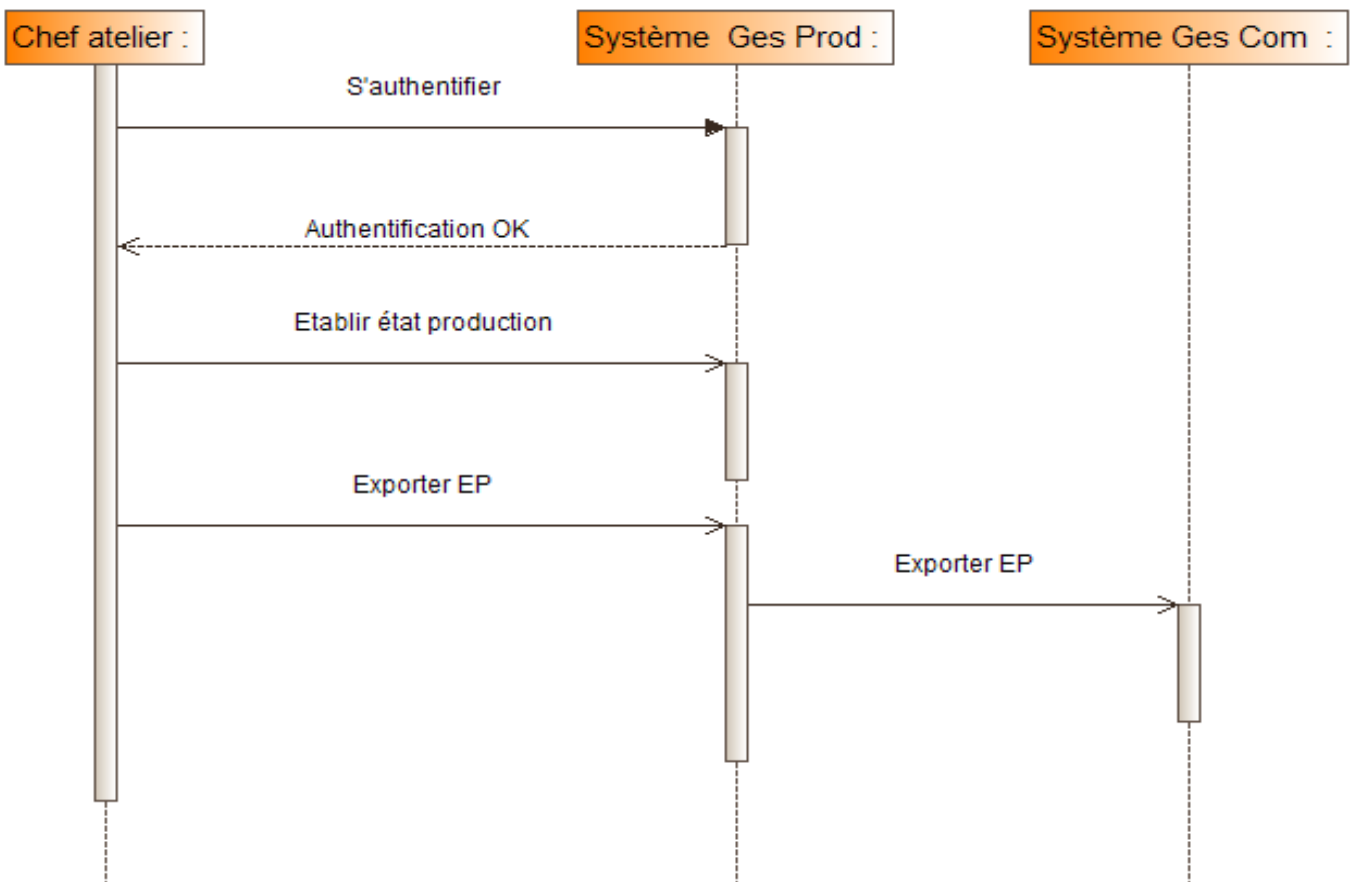 Chef atelier :
Système  Ges Prod :
Système Ges Com  :
S'authentifier
Authentification OK
Etablir état production
Exporter EP
Exporter EP